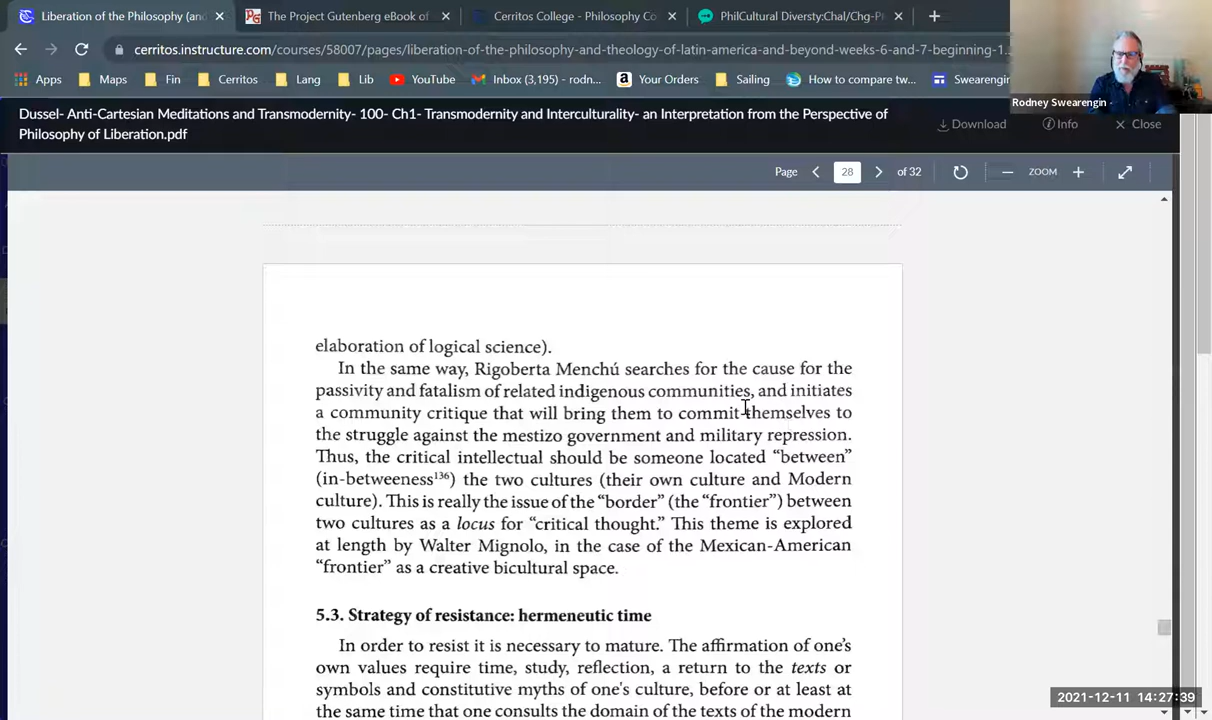 Liberation of the Philosophy (and
The Project Gutenberg eBook of
Cerritos College - Philosophy Co
PhilCultural Diversty:Chal/Chg-P
cerritos.instructure.com/courses/58007/pages/liberation-of-the-philosophy-and-theology-of-latin-america-and-beyond-weeks-6-and-7-beginning-1...
Apps Maps Fin Cerritos Lang Lib YouTube Inbox (3,195) - rodn... Your Orders Sailing How to compare tw... Swearengin
Rodney Swearengin
Dussel- Anti-Cartesian Meditations and Transmodernity- 100- Ch1- Transmodernity and Interculturality- an Interpretation from the Perspective of
Philosophy of Liberation.pdf
Download Info Close
Page 28 of 32 ZOOM
elaboration of logical science).
In the same way, Rigoberta Menchú searches for the cause for the
passivity and fatalism of related indigenous communities, and initiates
a community critique that will bring them to commit themselves to
the struggle against the mestizo government and military repression.
Thus, the critical intellectual should be someone located “between”
(in-betweeness136) the two cultures (their own culture and Modern
culture). This is really the issue of the “border” (the “frontier”) between
two cultures as a locus for “critical thought.” This theme is explored
at length by Walter Mignolo, in the case of the Mexican-American
“frontier” as a creative bicultural space.
5.3. Strategy of resistance: hermeneutic time
In order to resist it is necessary to mature. The affirmation of one’s
own values require time, study, reflection, a return to the texts or
symbols and constitutive myths of one's culture, before or at least at
the same time that one consults the domain of the texts of the modern
2021-12-11 14:27:39